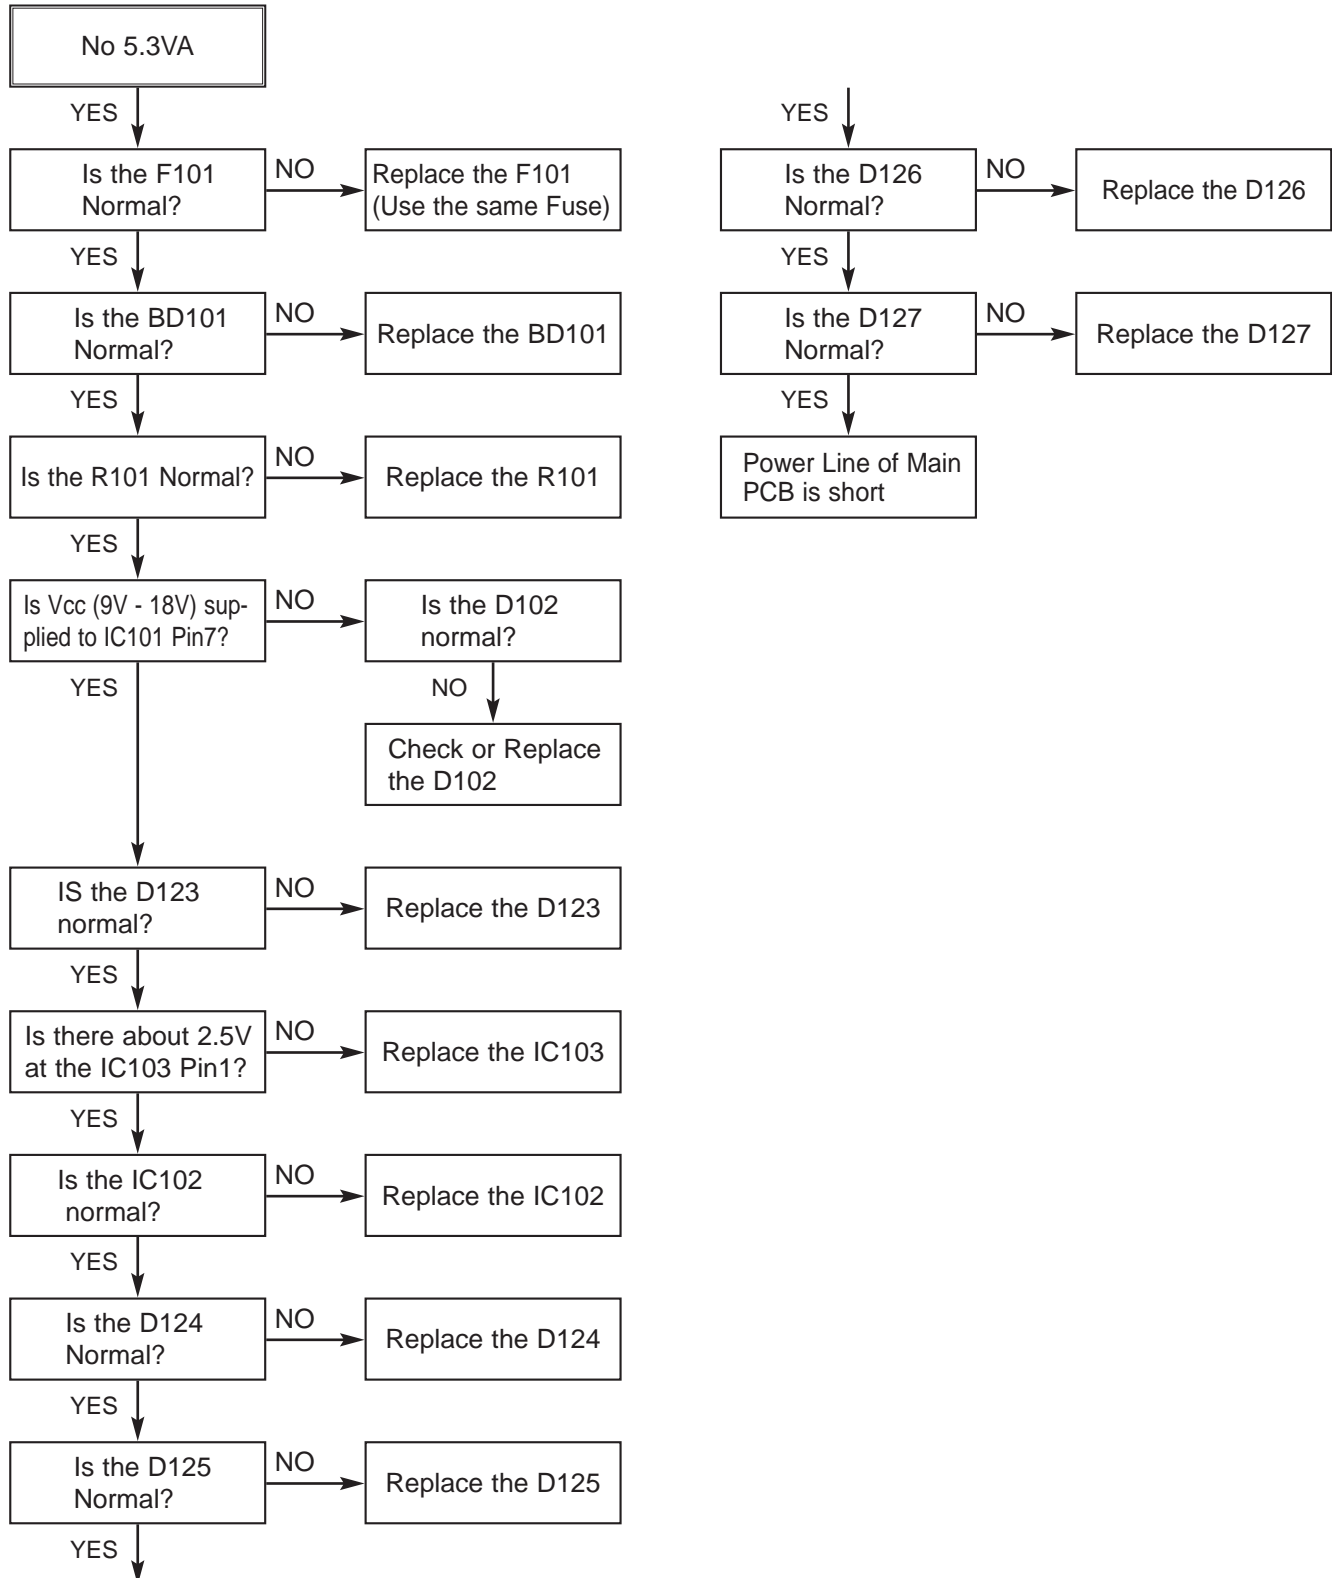 No 5.3VA
YES
Is the F101
Normal?
NO
Replace the F101
(Use the same Fuse)
YES
Is the BD101
Normal?
NO
Replace the BD101
YES
Is the R101 Normal?
NO
Replace the R101
YES
Is Vcc (9V - 18V) sup-
plied to IC101 Pin7?
NO
Is the D102
normal?
NO
Check or Replace
the D102
YES
IS the D123
normal?
NO
Replace the D123
YES
Is there about 2.5V
at the IC103 Pin1?
NO
Replace the IC103
YES
Is the IC102
normal?
NO
Replace the IC102
YES
Is the D124
Normal?
NO
Replace the D124
YES
Is the D125
Normal?
NO
Replace the D125
YES
YES
Is the D126
Normal?
NO
Replace the D126
YES
Is the D127
Normal?
NO
Replace the D127
YES
Power Line of Main
PCB is short